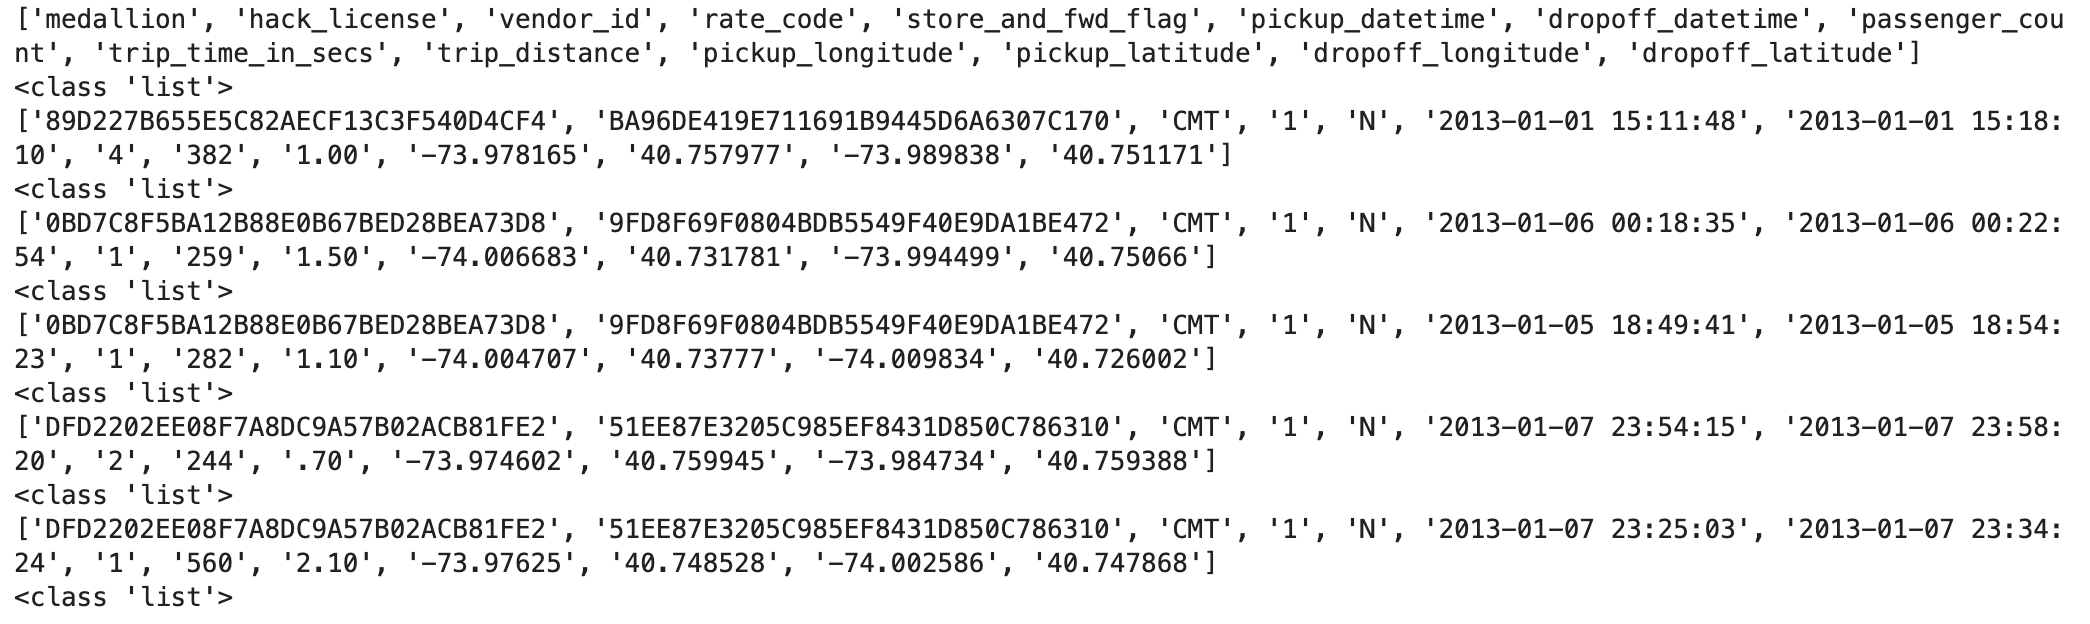 ['medallion', 'hack_license', 'vendor_id', 'rate_code', 'store_and_fwd_flag', 'pickup_datetime', 'dropoff_datetime', 'passenger_cou
nt', 'trip_time_in_secs', 'trip_distance', 'pickup_longitude', 'pickup_latitude', 'dropoff_longitude', 'dropoff_latitude']
<class 'list'>
['89D227B655E5C82AECF13C3F540D4CF4', 'BA96DE419E711691B9445D6A6307C170', 'CMT', '1', 'N', '2013-01-01 15:11:48', '2013-01-01 15:18:
10', '4', '382', '1.00', '-73.978165', '40.757977', '-73.989838', '40.751171']
<class 'list'>
['0BD7C8F5BA12B88E0B67BED28BEA73D8', '9FD8F69F0804BDB5549F40E9DA1BE472', 'CMT', '1', 'N', '2013-01-06 00:18:35', '2013-01-06 00:22:
54', '1', '259', '1.50', '-74.006683', '40.731781', '-73.994499', '40.75066']
<class 'list'>
['0BD7C8F5BA12B88E0B67BED28BEA73D8', '9FD8F69F0804BDB5549F40E9DA1BE472', 'CMT', '1', 'N', '2013-01-05 18:49:41', '2013-01-05 18:54:
23', '1', '282', '1.10', '-74.004707', '40.73777', '-74.009834', '40.726002']
<class 'list'>
['DFD2202EE08F7A8DC9A57B02ACB81FE2', '51EE87E3205C985EF8431D850C786310', 'CMT', '1', 'N', '2013-01-07 23:54:15', '2013-01-07 23:58:
20', '2', '244', '.70', '-73.974602', '40.759945', '-73.984734', '40.759388']
<class 'list'>
['DFD2202EE08F7A8DC9A57B02ACB81FE2', '51EE87E3205C985EF8431D850C786310', 'CMT', '1', 'N', '2013-01-07 23:25:03', '2013-01-07 23:34:
24', '1', '560', '2.10', '-73.97625', '40.748528', '-74.002586', '40.747868']
<class 'list'>